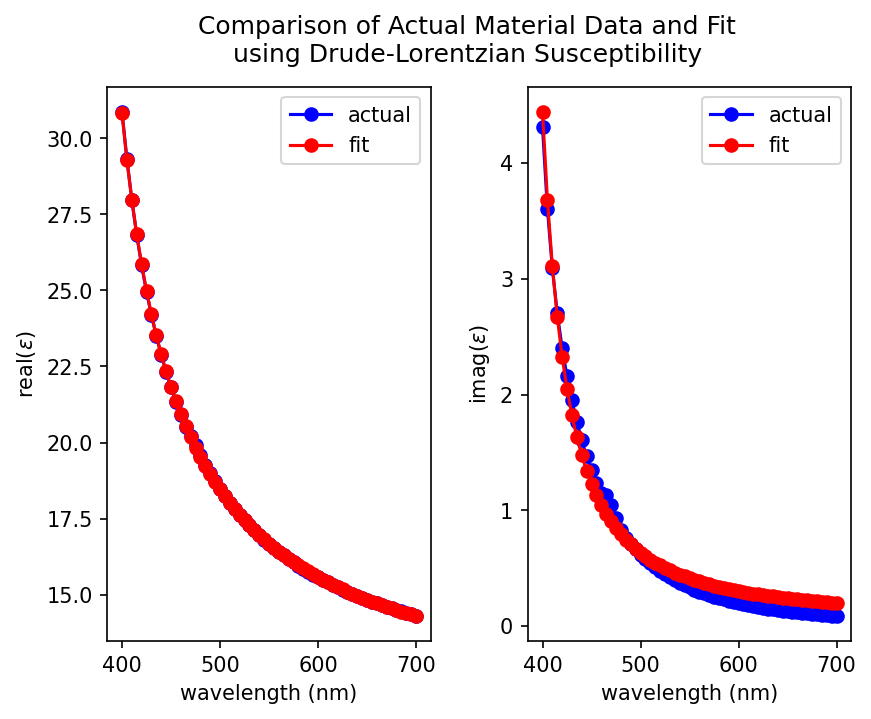 Comparison of Actual Material Data and Fit
using Drude-Lorentzian Susceptibility
real(ε)
30.0
27.5
25.0
22.5
20.0
17.5
15.0
actual
fit
400
500
600
700
wavelength (nm)
imag(ε)
4
3
2
1
0
actual
fit
400
500
600
700
wavelength (nm)